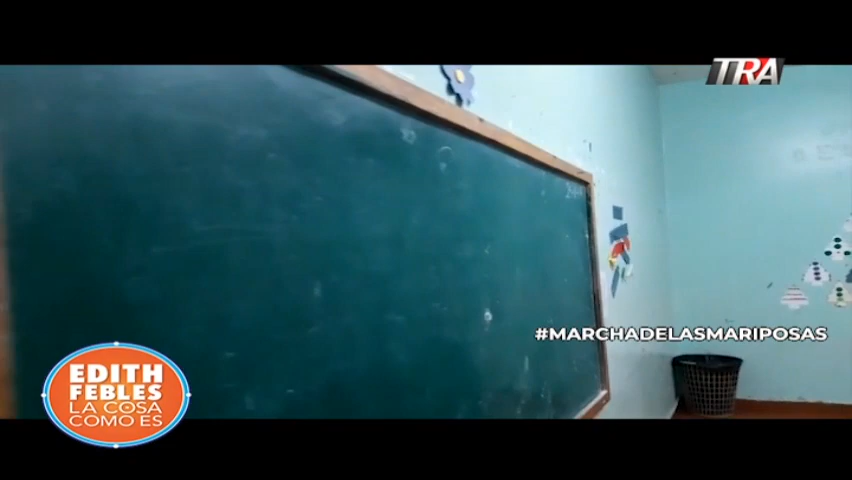 TRA
#MARCHADELASMARIPOSAS
EDITH
FEBLES
LA COSA
COMO ES